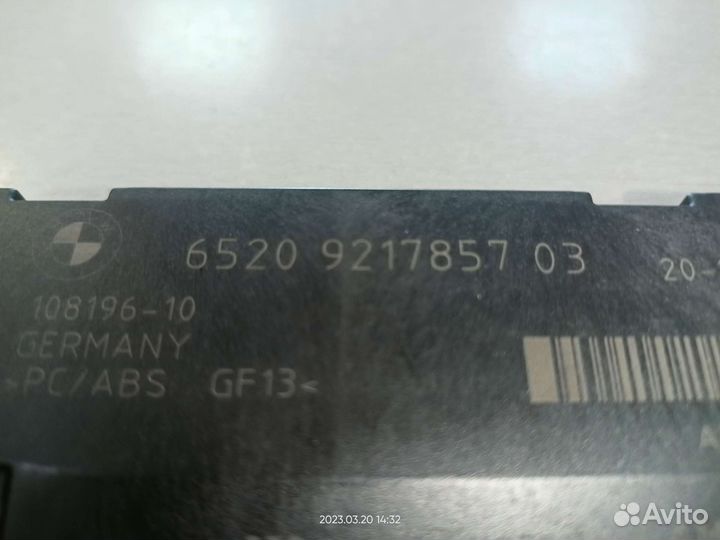 6520 9217857 03
20-
108196-10
GERMANY
>PC/ABS GF13<
2023.03.20 14:32
Avito